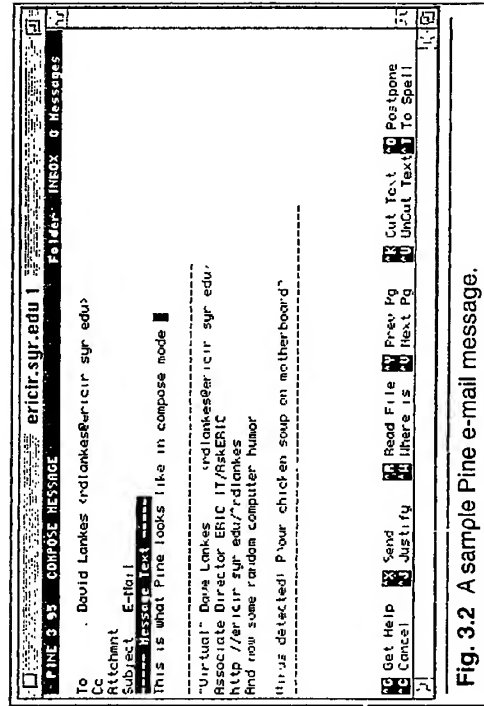 ericir.syr.edu 1
PINE 3 95 COMPOSE MESSAGE Folder INBOX 0 Messages
To . David Lankes <rdlankes@ericir syr edu>
Cc
Attchmnt
Subject E-Mail
----- Message Text -----
This is what Pine looks like in compose mode
"Virtual" Dave Lankes <rdlankes@ericir syr edu>
Associate Director ERIC IT/AskERIC
http //ericir syr edu/~rdlankes
And now some random computer humor
detected! chicken soup on motherboard"
^G Get Help ^X Send ^R Read File ^Y Prev Pg ^K Cut Text ^O Postpone
^C Cancel ^J Justify ^W Where is ^V Next Pg ^U UnCut Text ^T To Spell
Fig. 3.2 A sample Pine e-mail message.